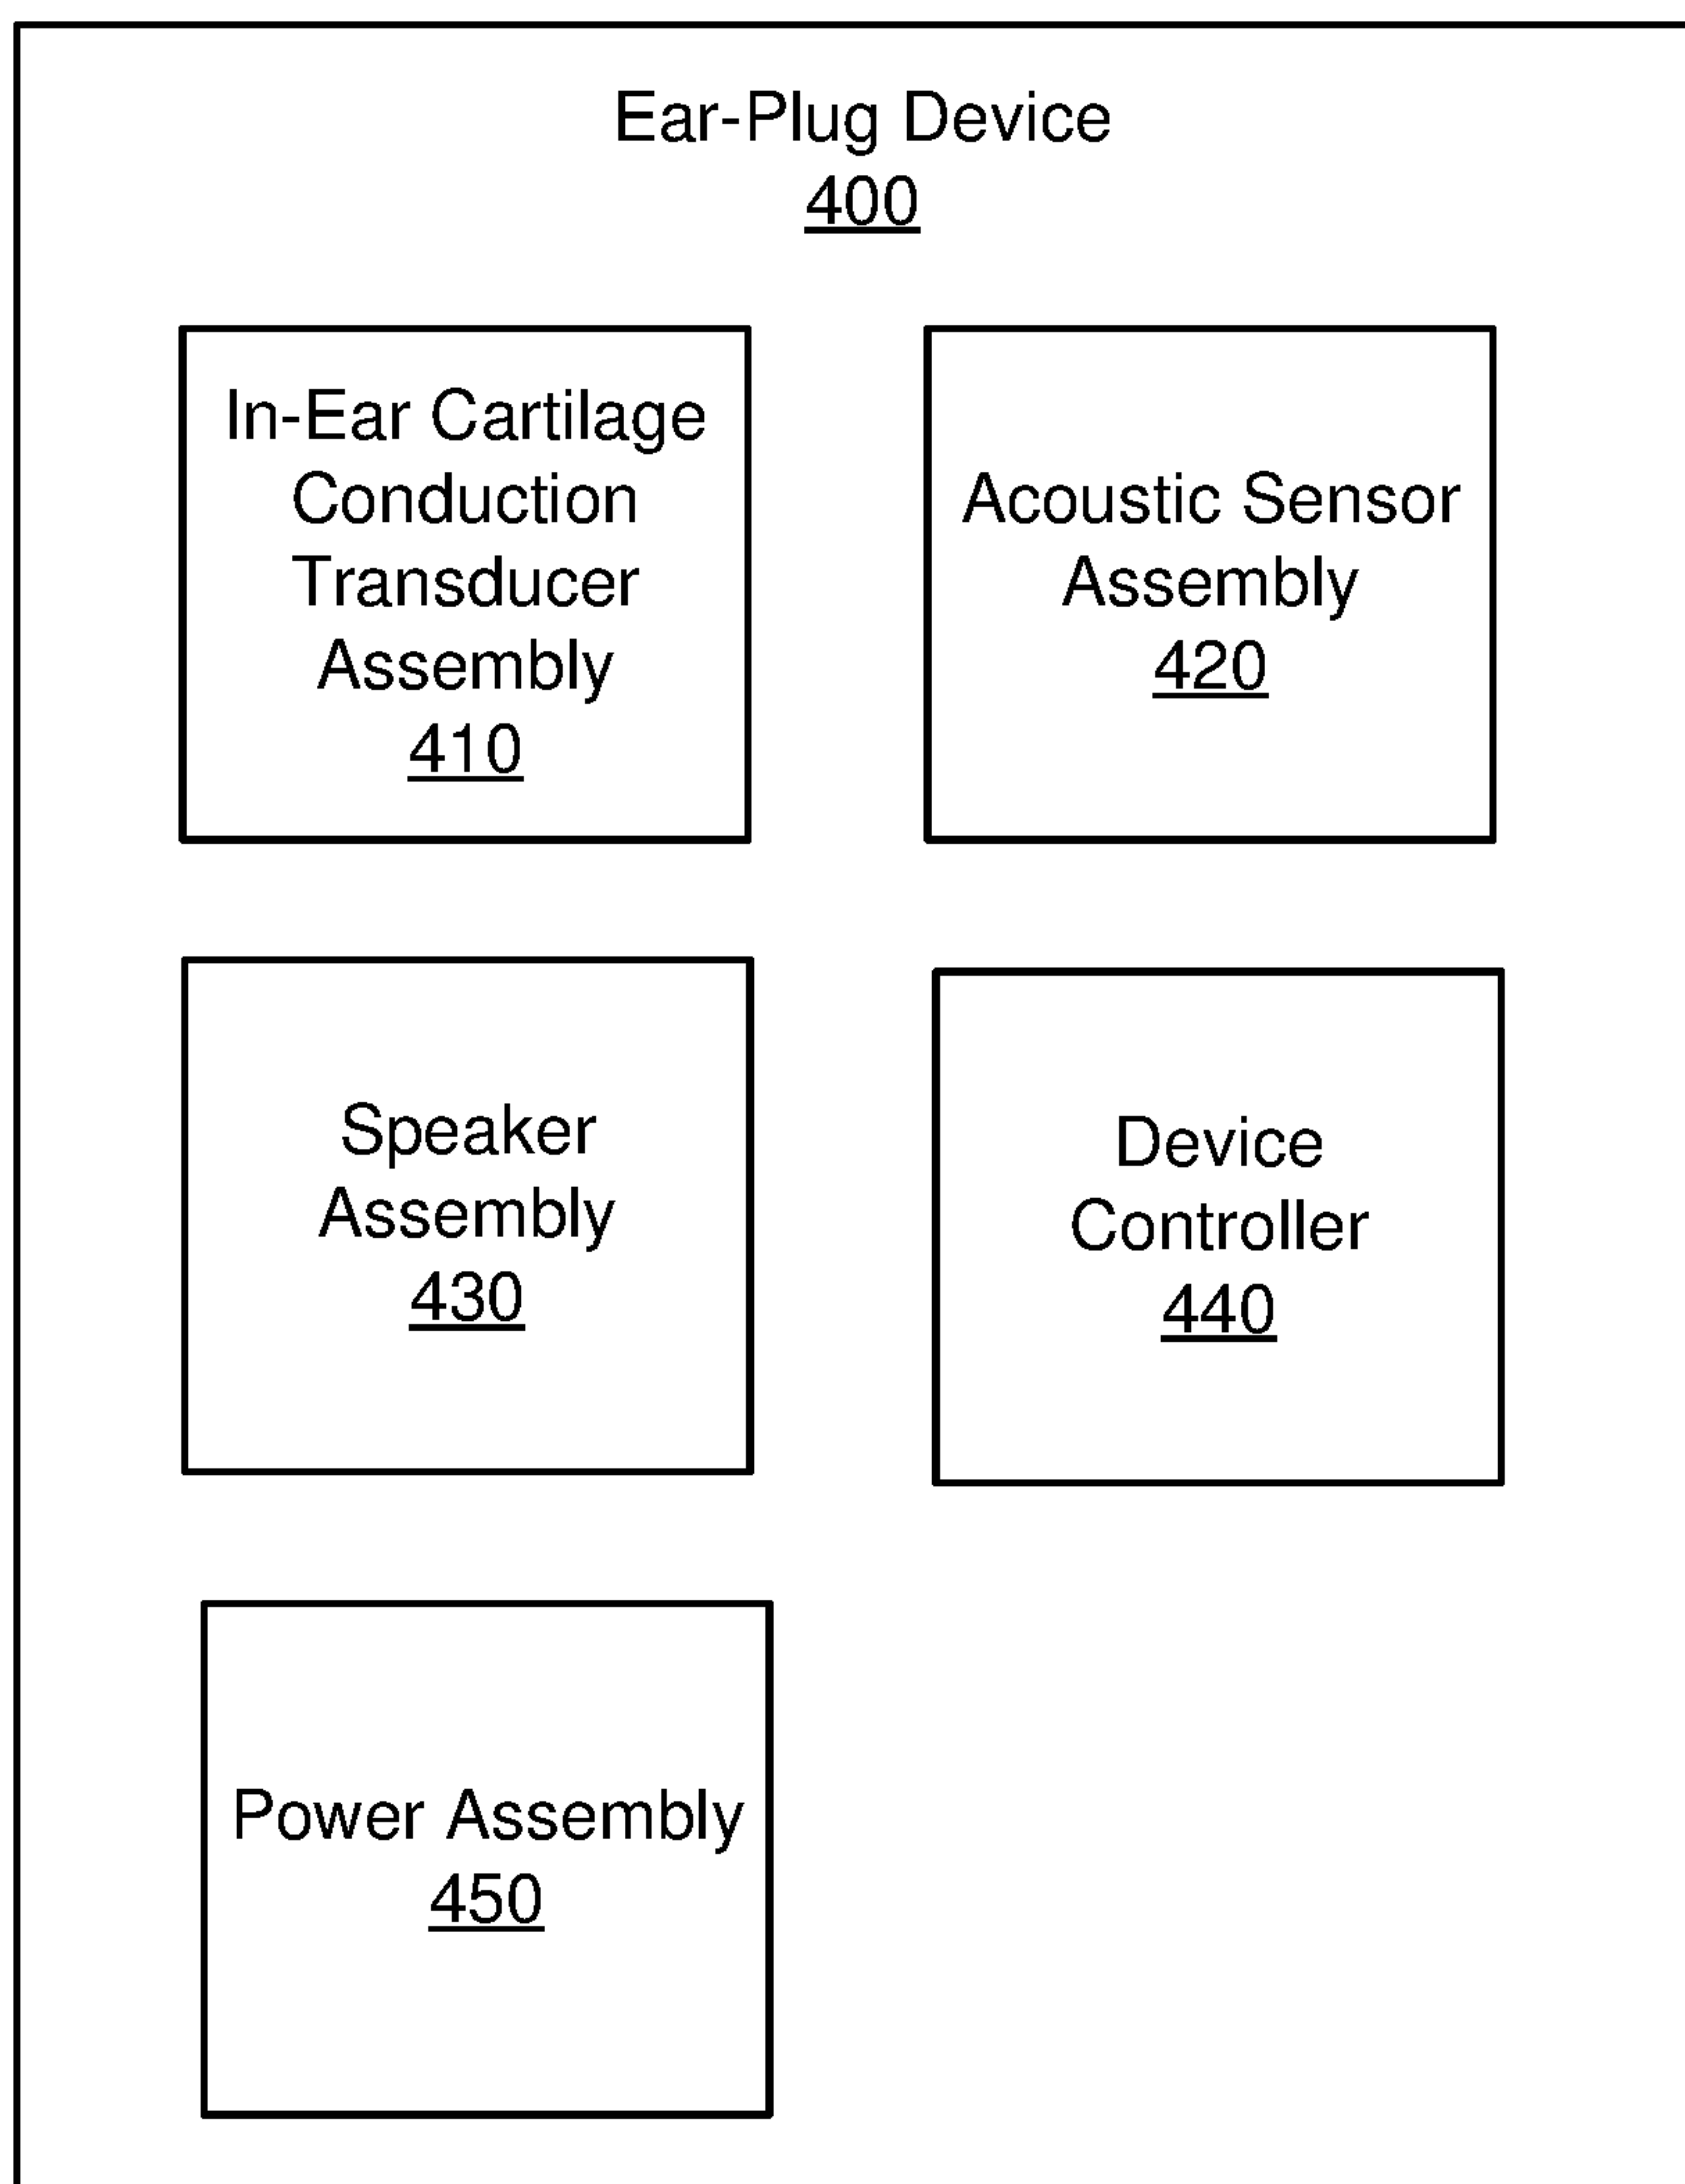 Ear-Plug Device
400
In-Ear Cartilage
Conduction
Transducer
Assembly
410
Acoustic Sensor
Assembly
420
Speaker
Assembly
430
Device
Controller
440
Power Assembly
450